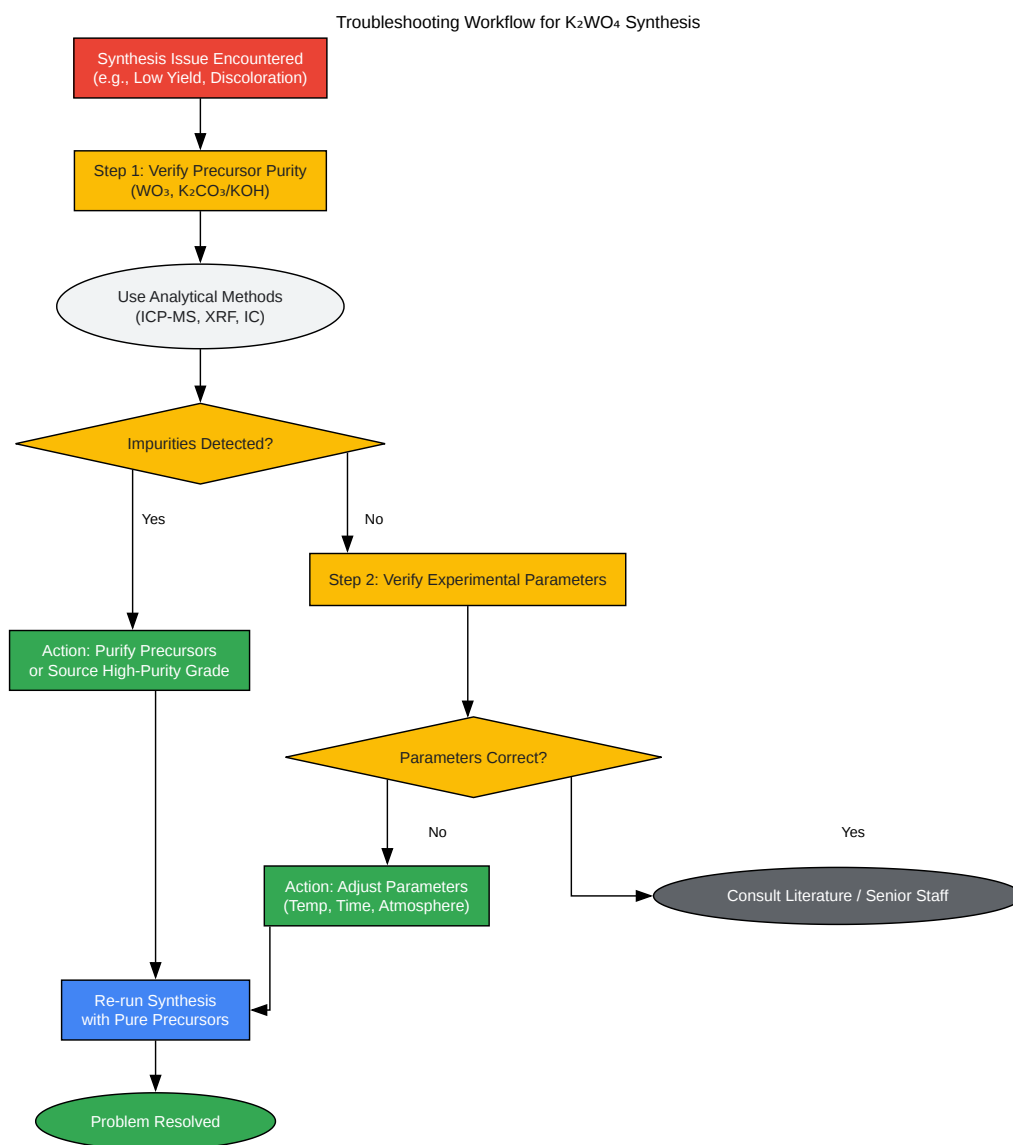 Troubleshooting Workflow for K₂WO₄ Synthesis
Synthesis Issue Encountered
(e.g., Low Yield, Discoloration)
Step 1: Verify Precursor Purity
(WO₃, K₂CO₃/KOH)
Use Analytical Methods
(ICP-MS, XRF, IC)
Impurities Detected?
Yes
No
Step 2: Verify Experimental Parameters
Action: Purify Precursors
or Source High-Purity Grade
Parameters Correct?
No
Yes
Action: Adjust Parameters
(Temp, Time, Atmosphere)
Consult Literature / Senior Staff
Re-run Synthesis
with Pure Precursors
Problem Resolved